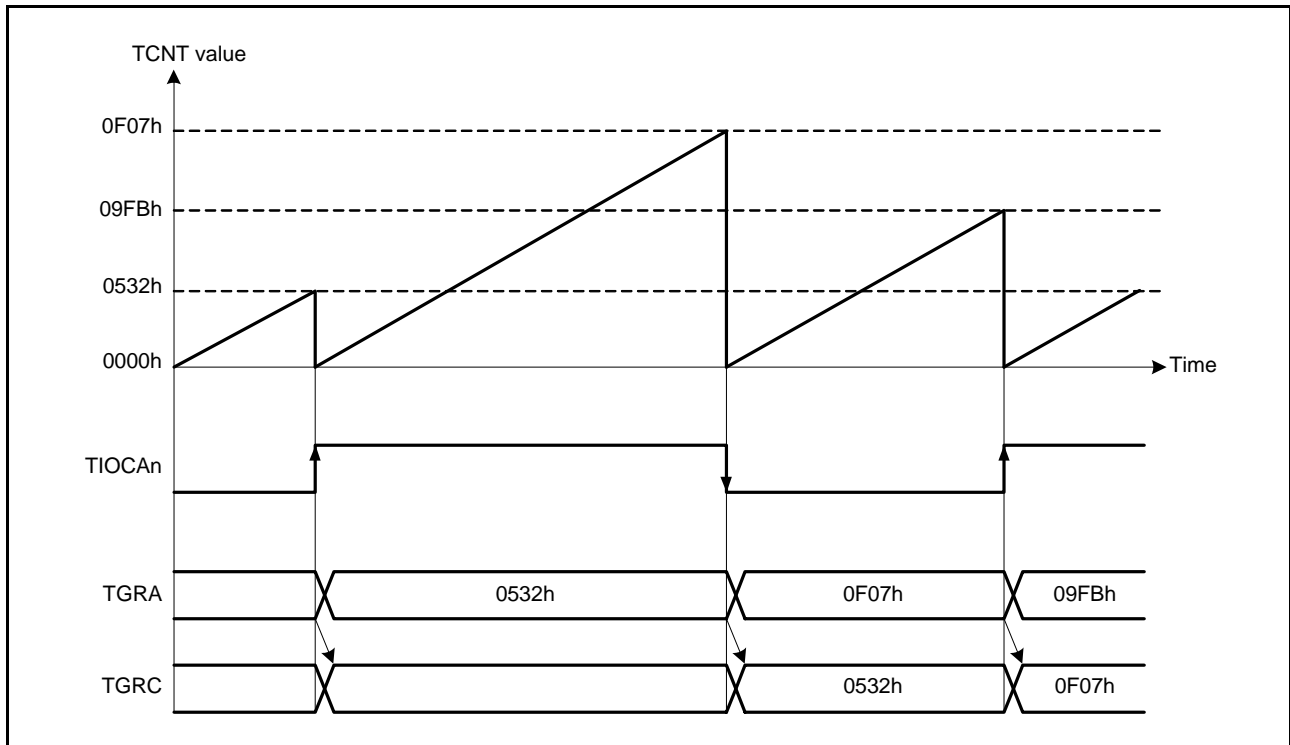 TCNT value
0F07h
09FBh
0532h
0000h
Time
TIOCAn
TGRA 0532h 0F07h 09FBh
TGRC 0532h 0F07h